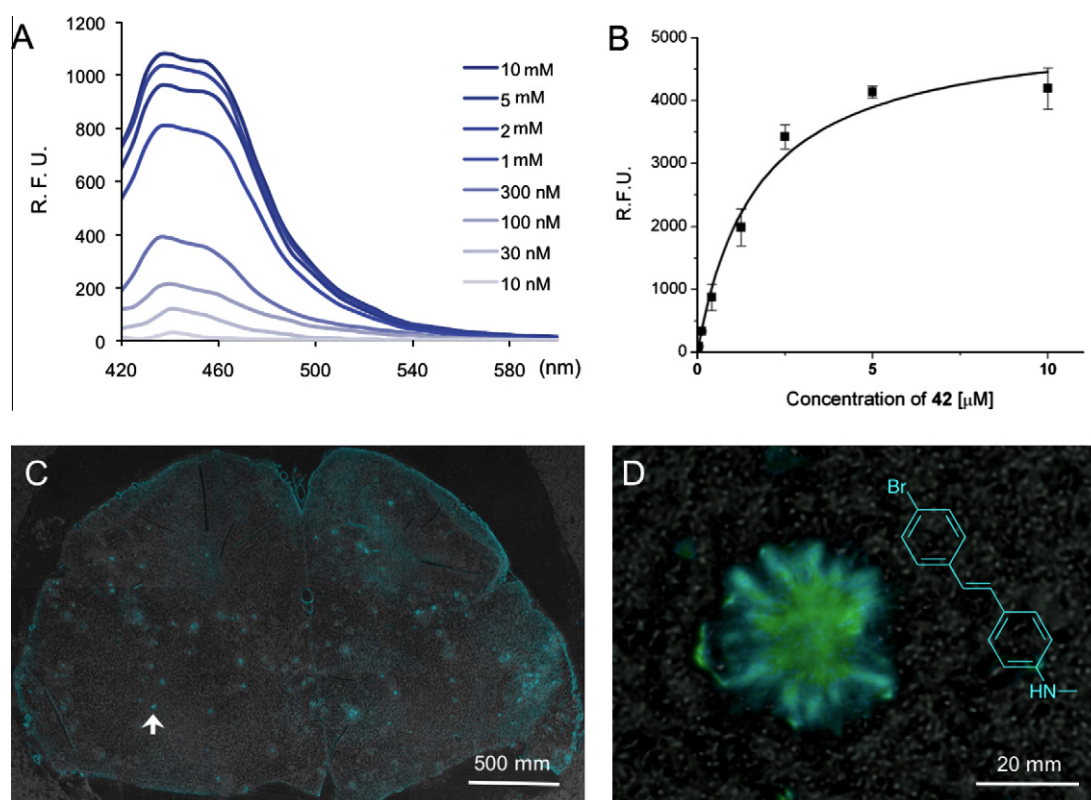 A
1200
1000
800
600
400
200
0
R. F. U.
420 460 500 540 580 (nm)
10 mM
5 mM
2 mM
1 mM
300 nM
100 nM
30 nM
10 nM
B
5000
4000
3000
2000
1000
0
R.F.U.
0 5 10
Concentration of 42 [μM]
C
500 mm
D
Br
HN
20 mm